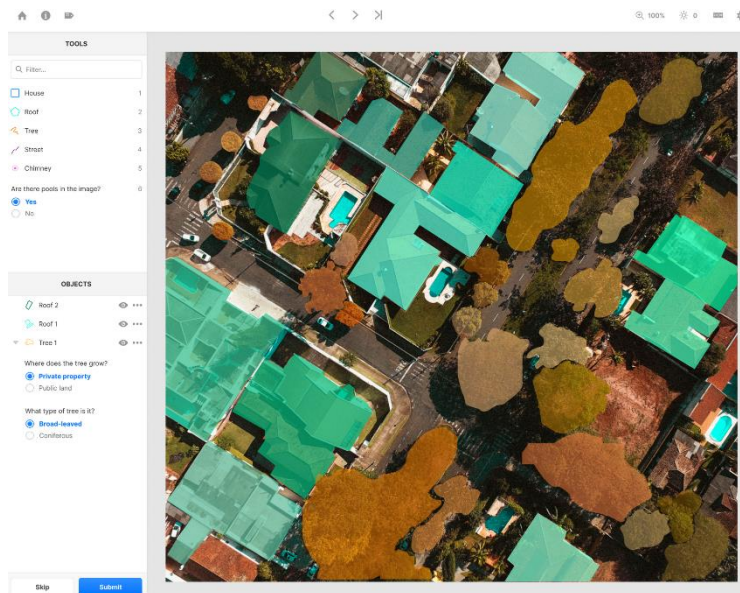 100%
0
TOOLS
Filter...
House 1
Roof 2
Tree 3
Street 4
Chimney 5
Are there pools in the image? 6
Yes
No
OBJECTS
Roof 2
Roof 1
Tree 1
Where does the tree grow?
Private property
Public land
What type of tree is it?
Broad-leaved
Coniferous
Skip Submit